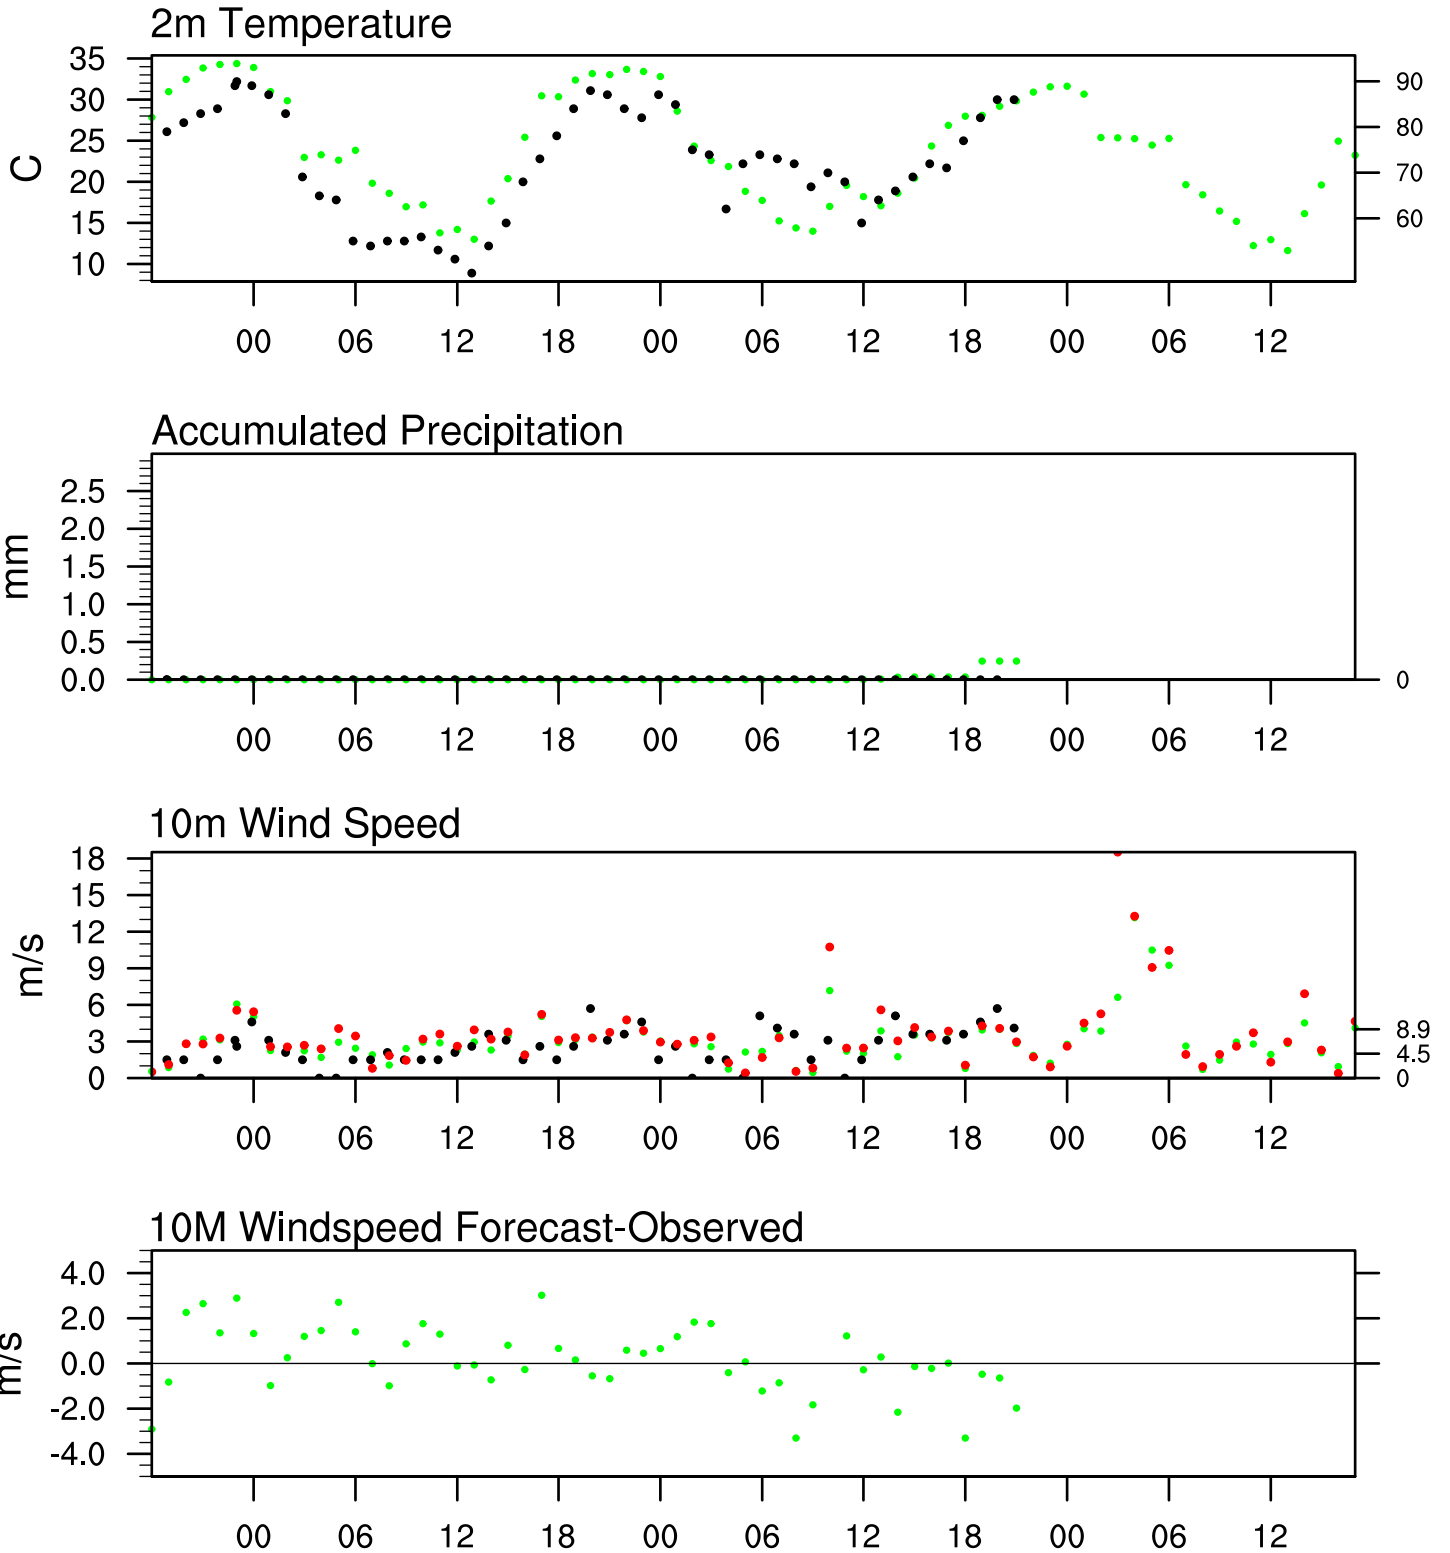 2m Temperature
35
30
25
20
15
10
C
90
80
70
60
00 06 12 18 00 06 12 18 00 06 12
Accumulated Precipitation
2.5
2.0
1.5
1.0
0.5
0.0
mm
0
00 06 12 18 00 06 12 18 00 06 12
10m Wind Speed
18
15
12
9
6
3
0
m/s
8.9
4.5
0
00 06 12 18 00 06 12 18 00 06 12
10M Windspeed Forecast-Observed
4.0
2.0
0.0
-2.0
-4.0
m/s
00 06 12 18 00 06 12 18 00 06 12